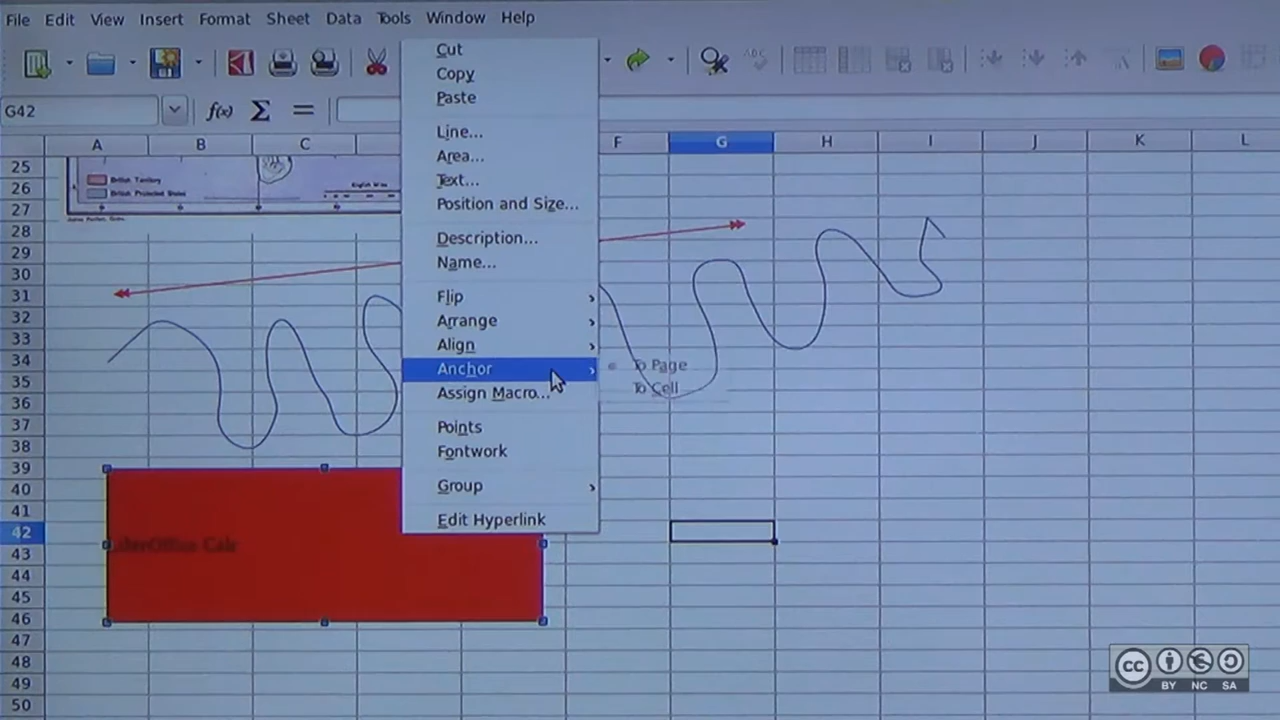 File Edit View Insert Format Sheet Data Tools Window Help
G42
f(x) Σ =
A B C F G H I J K L
25
26
27
28
29
30
31
32
33
34
35
36
37
38
39
40
41
42
43
44
45
46
47
48
49
50
British Territory
British Protected States
Cut
Copy
Paste
Line...
Area...
Text...
Position and Size...
Description...
Name...
Flip
Arrange
Align
Anchor
Assign Macro...
Points
Fontwork
Group
Edit Hyperlink
To Page
To Cell
LibreOffice Calc
cc
BY NC SA